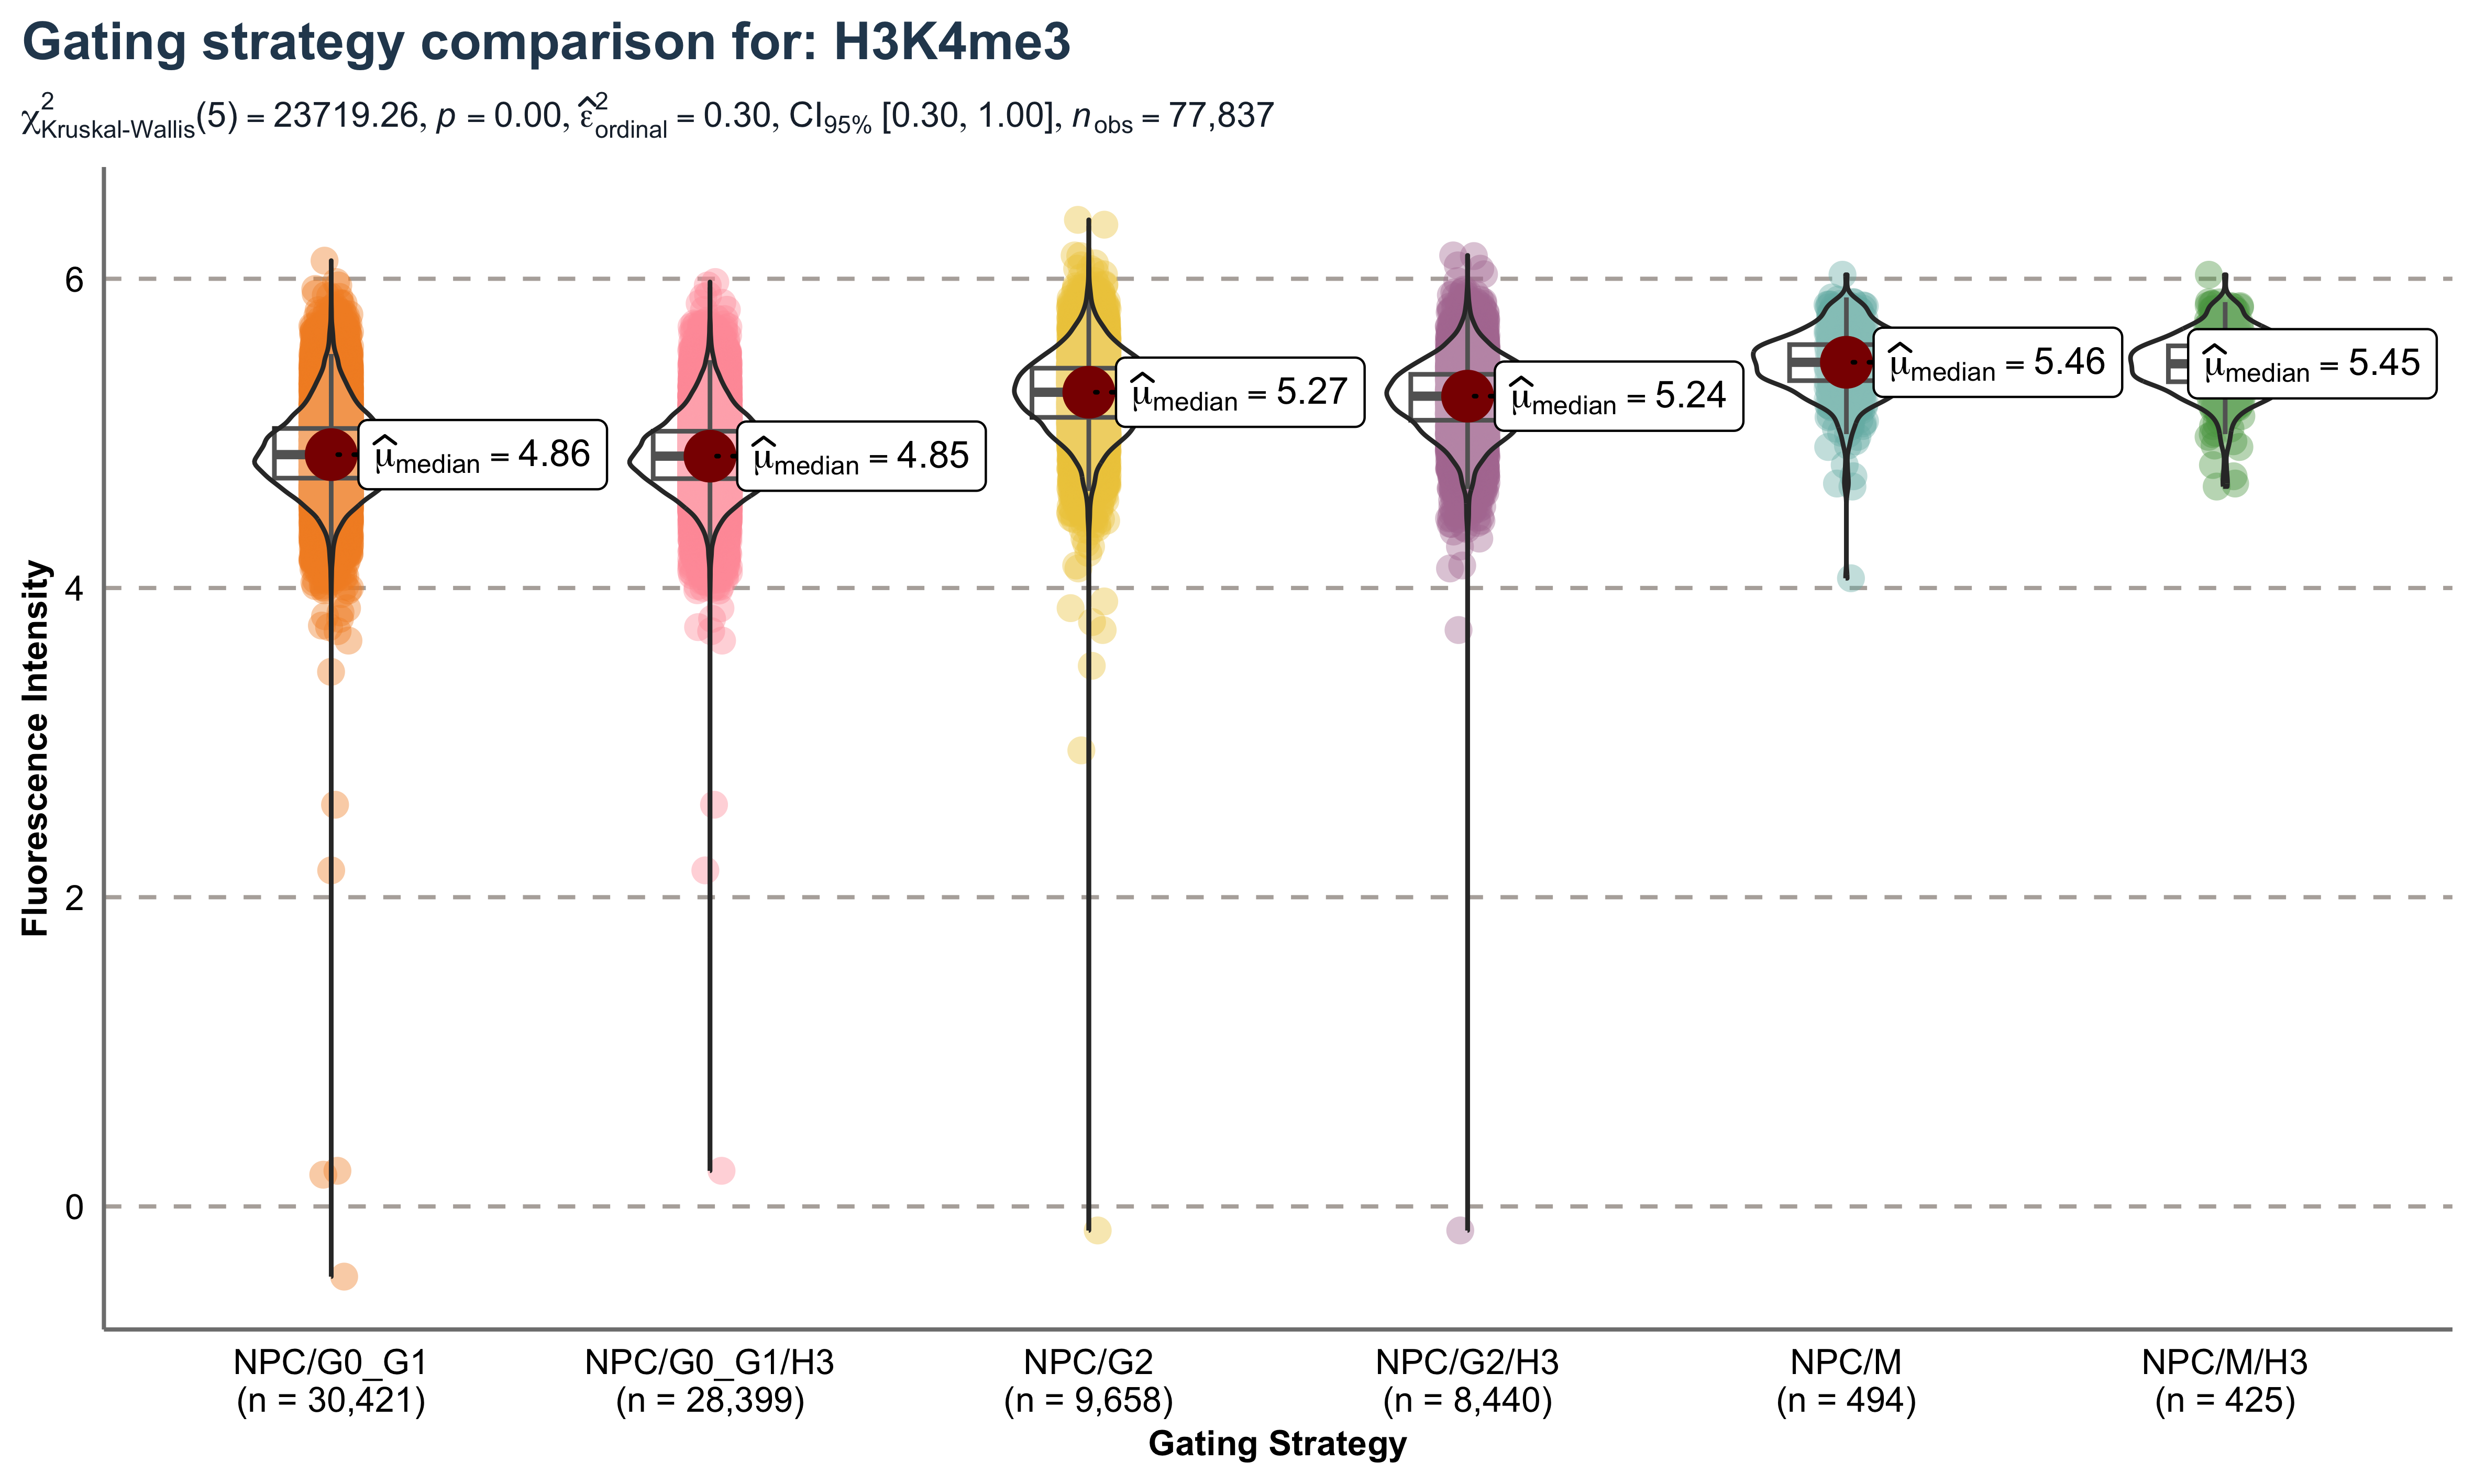 Gating strategy comparison for: H3K4me3
χ²Kruskal-Wallis(5) = 23719.26, p = 0.00, ε̂²ordinal = 0.30, CI95% [0.30, 1.00], nobs = 77,837
Fluorescence Intensity
6
4
2
0
μ̂median = 4.86
μ̂median = 4.85
μ̂median = 5.27
μ̂median = 5.24
μ̂median = 5.46
μ̂median = 5.45
NPC/G0_G1
(n = 30,421)
NPC/G0_G1/H3
(n = 28,399)
NPC/G2
(n = 9,658)
NPC/G2/H3
(n = 8,440)
NPC/M
(n = 494)
NPC/M/H3
(n = 425)
Gating Strategy